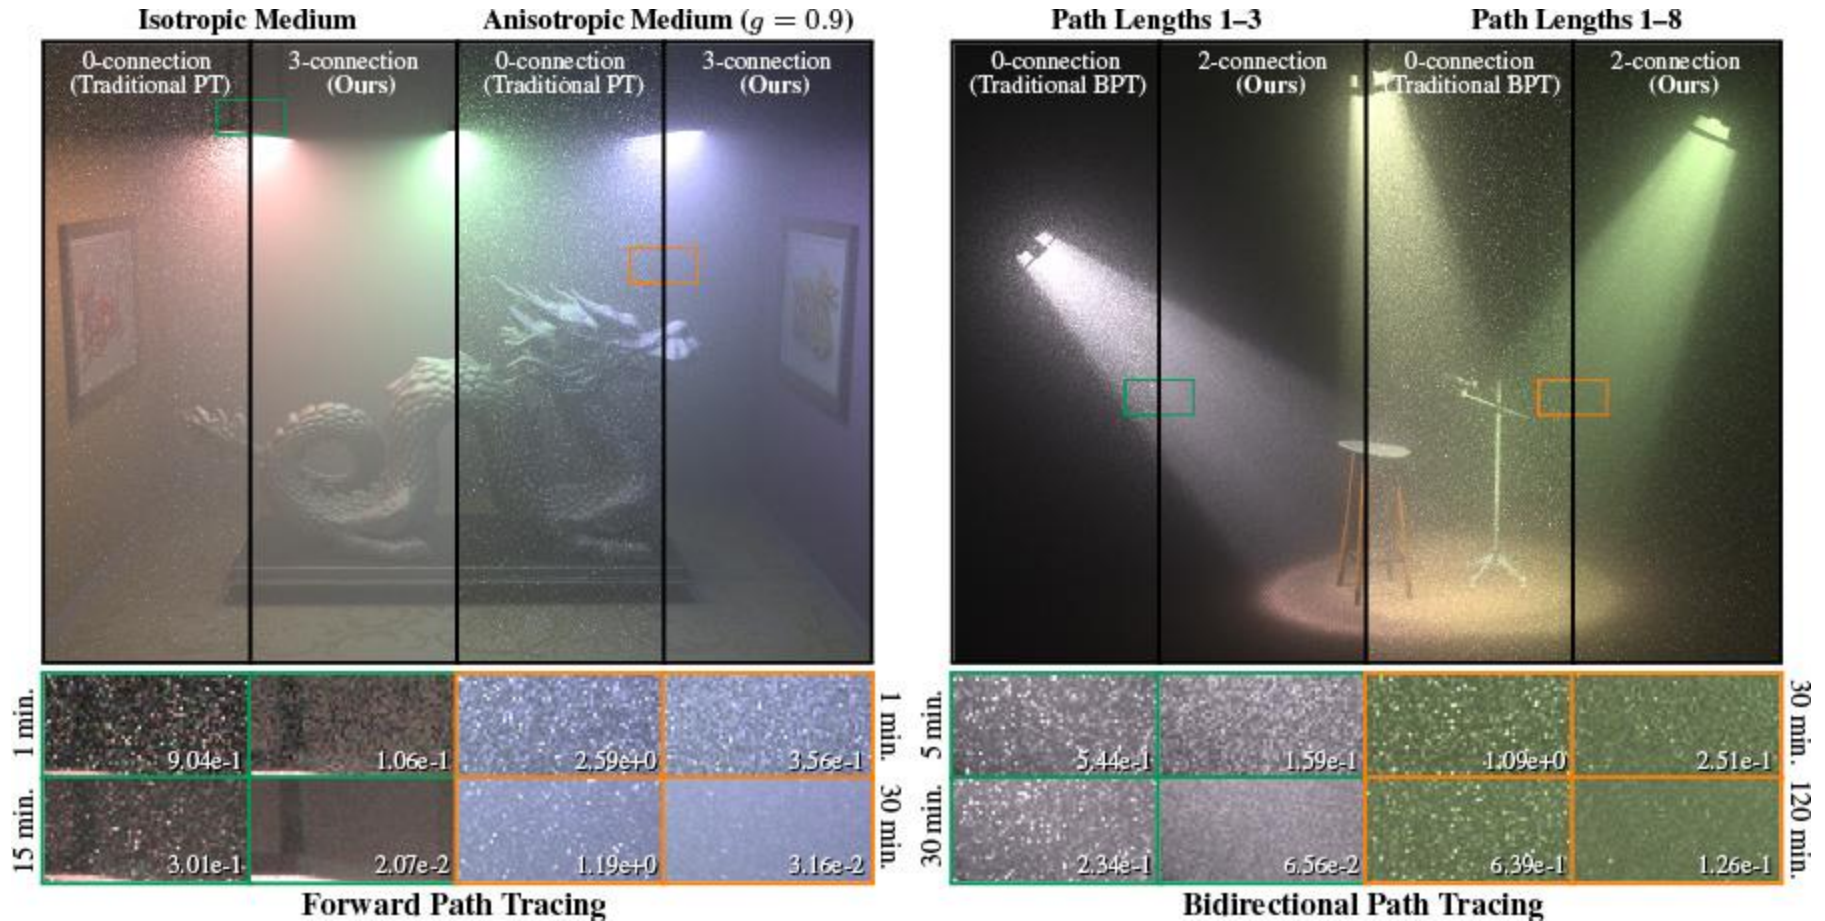 Isotropic Medium
Anisotropic Medium (g = 0.9)
0-connection
(Traditional PT)
3-connection
(Ours)
0-connection
(Traditional PT)
3-connection
(Ours)
1 min.
9.04e-1
1.06e-1
2.59e+0
3.56e-1
1 min.
15 min.
3.01e-1
2.07e-2
1.19e+0
3.16e-2
30 min.
Forward Path Tracing
Path Lengths 1–3
Path Lengths 1–8
0-connection
(Traditional BPT)
2-connection
(Ours)
0-connection
(Traditional BPT)
2-connection
(Ours)
5 min.
5.44e-1
1.59e-1
1.09e+0
2.51e-1
30 min.
30 min.
2.34e-1
6.56e-2
6.39e-1
1.26e-1
120 min.
Bidirectional Path Tracing